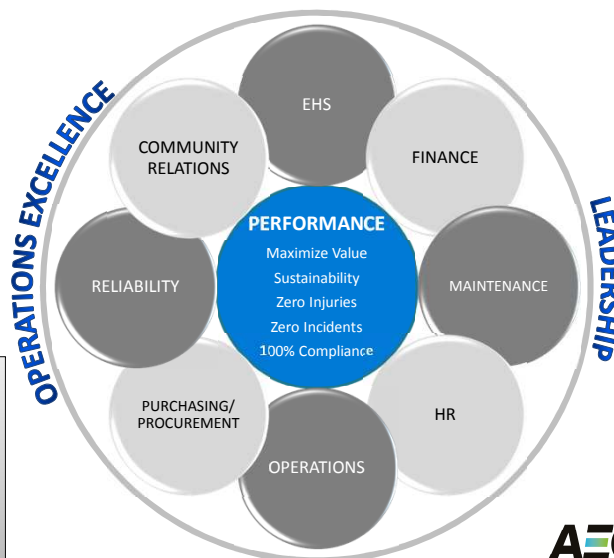 OPERATIONS EXCELLENCE
LEADERSHIP
EHS
COMMUNITY
RELATIONS
FINANCE
PERFORMANCE
Maximize Value
Sustainability
Zero Injuries
Zero Incidents
100% Compliance
RELIABILITY
MAINTENANCE
PURCHASING/
PROCUREMENT
HR
OPERATIONS